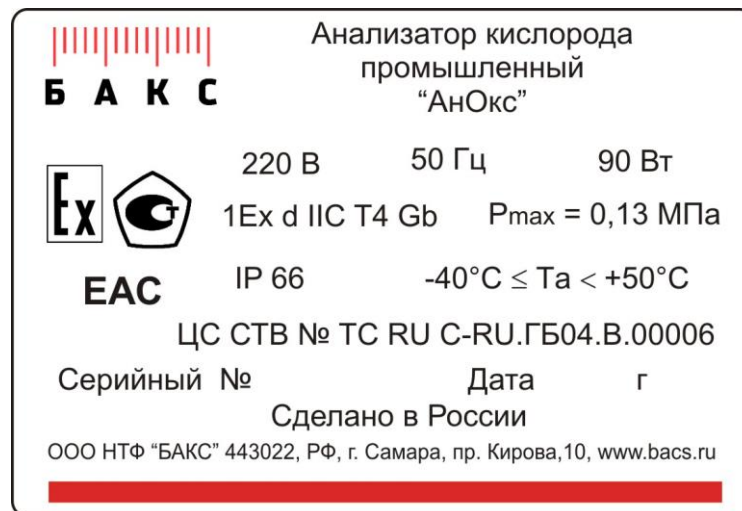 БАКС
Анализатор кислорода
промышленный
“АнОкс”
220 В 50 Гц 90 Вт
Ex
1Ex d IIC T4 Gb Pmax = 0,13 МПа
ЕАС IP 66 -40°C ≤ Ta < +50°C
ЦС СТВ № ТС RU C-RU.ГБ04.В.00006
Серийный № Дата г
Сделано в России
ООО НТФ “БАКС” 443022, РФ, г. Самара, пр. Кирова,10, www.bacs.ru